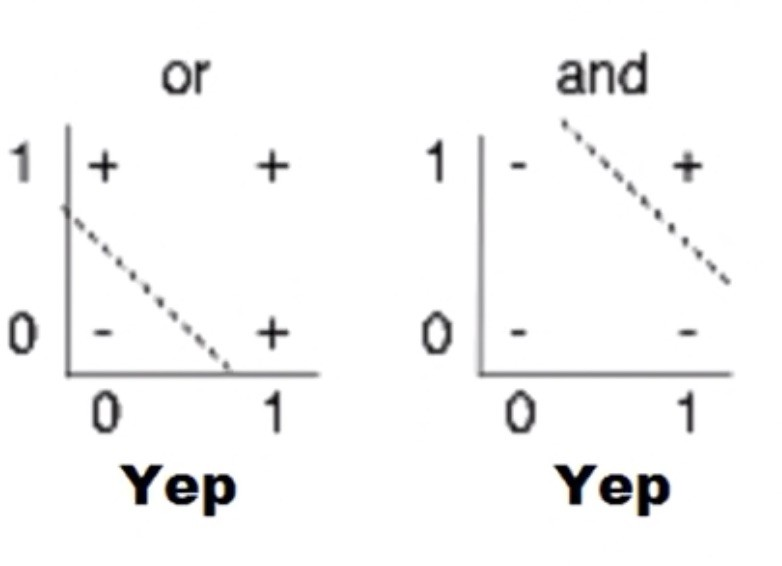 or
1 + +
0 - +
0 1
Yep
and
1 - +
0 - -
0 1
Yep